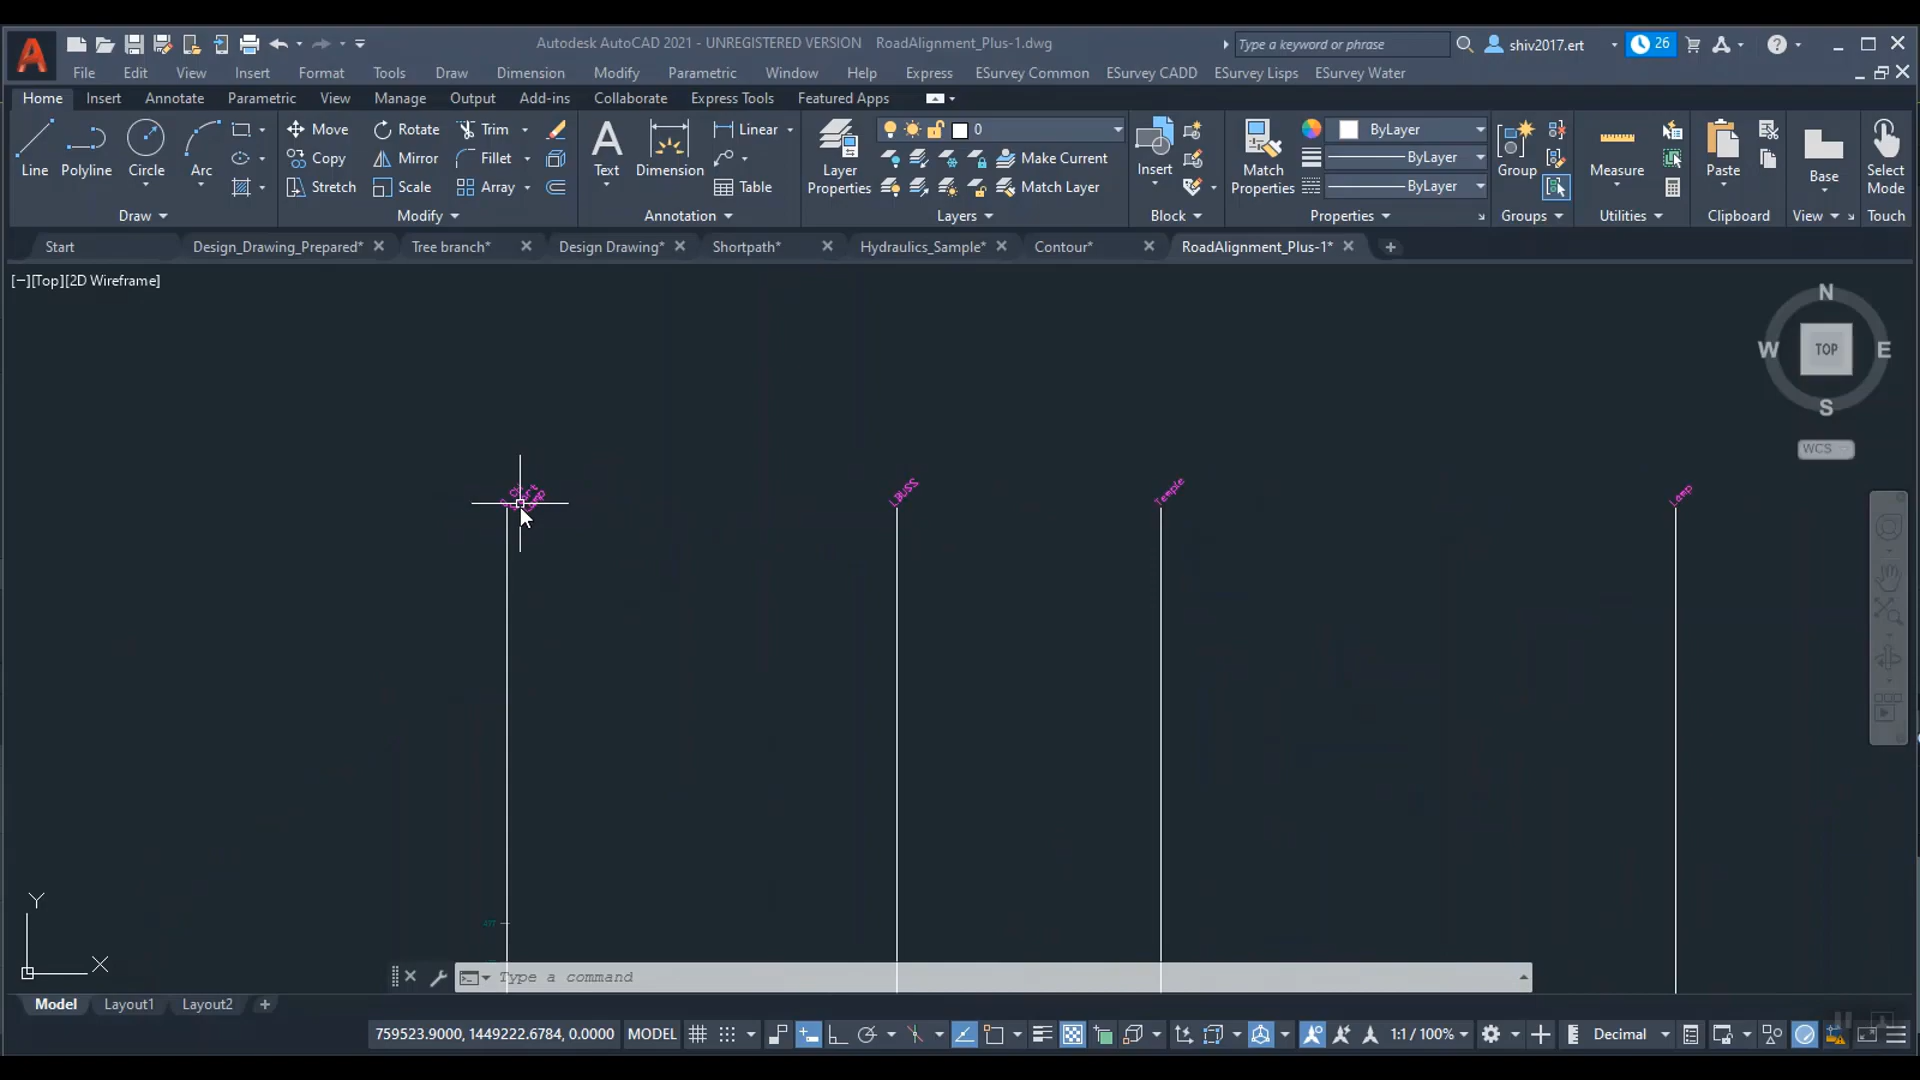 Autodesk AutoCAD 2021 - UNREGISTERED VERSION RoadAlignment_Plus-1.dwg
Type a keyword or phrase
shiv2017.ert
26
File Edit View Insert Format Tools Draw Dimension Modify Parametric Window Help Express ESurvey Common ESurvey CADD ESurvey Lisps ESurvey Water
Home Insert Annotate Parametric View Manage Output Add-ins Collaborate Express Tools Featured Apps
Line Polyline Circle Arc
Move Rotate Trim
Copy Mirror Fillet
Stretch Scale Array
Text Dimension
Linear
Table
Layer Properties
0
Make Current
Match Layer
Insert
Match Properties
ByLayer
ByLayer
ByLayer
Group
Measure
Paste
Base
Select Mode
Draw Modify Annotation Layers Block Properties Groups Utilities Clipboard View Touch
Start Design_Drawing_Prepared* Tree branch* Design Drawing* Shortpath* Hydraulics_Sample* Contour* RoadAlignment_Plus-1*
[−][Top][2D Wireframe]
N
W TOP E
S
WCS
LBUSS Temple Lamp
477
Y
X
Type a command
Model Layout1 Layout2
759523.9000, 1449222.6784, 0.0000 MODEL 1:1 / 100% Decimal